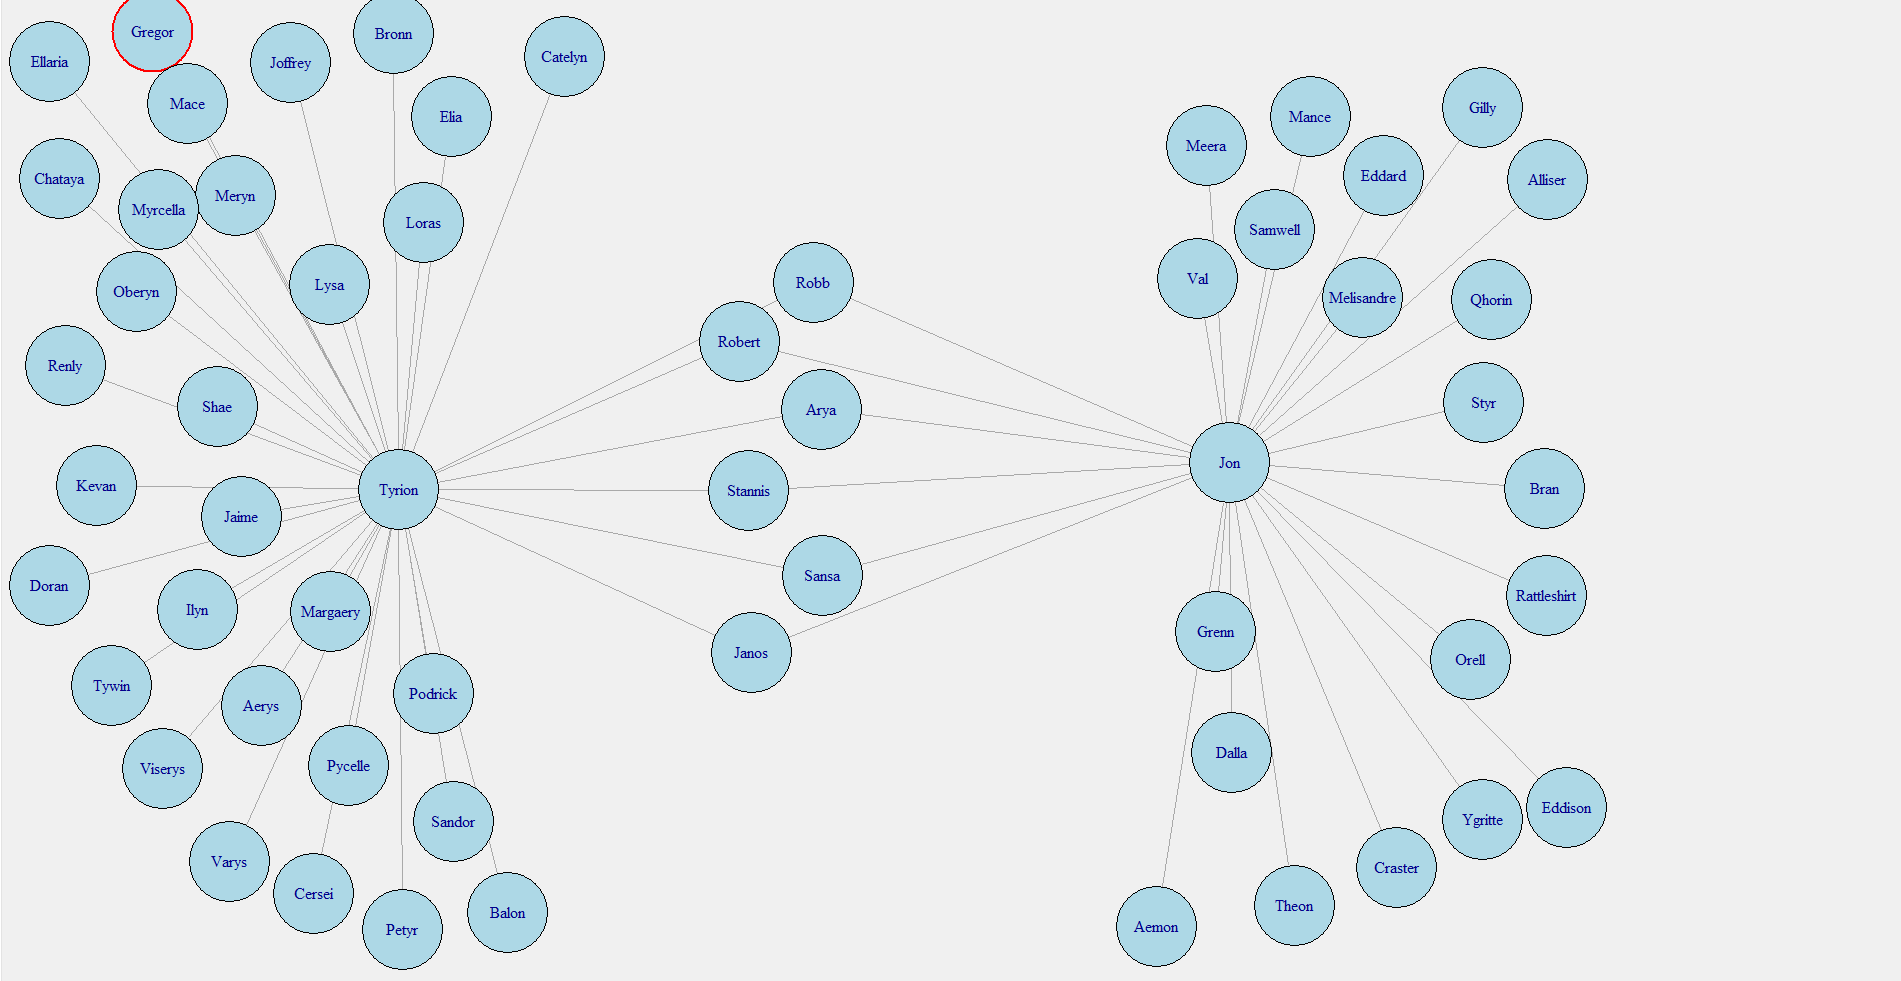 Gregor
Bronn
Catelyn
Ellaria
Joffrey
Mace
Elia
Gilly
Mance
Meera
Eddard
Chataya
Alliser
Meryn
Myrcella
Loras
Samwell
Val
Robb
Lysa
Oberyn
Melisandre
Qhorin
Robert
Renly
Styr
Shae
Arya
Jon
Kevan
Tyrion
Stannis
Bran
Jaime
Sansa
Doran
Rattleshirt
Ilyn
Margaery
Grenn
Janos
Orell
Tywin
Podrick
Aerys
Dalla
Viserys
Pycelle
Eddison
Ygritte
Sandor
Varys
Craster
Cersei
Theon
Balon
Aemon
Petyr